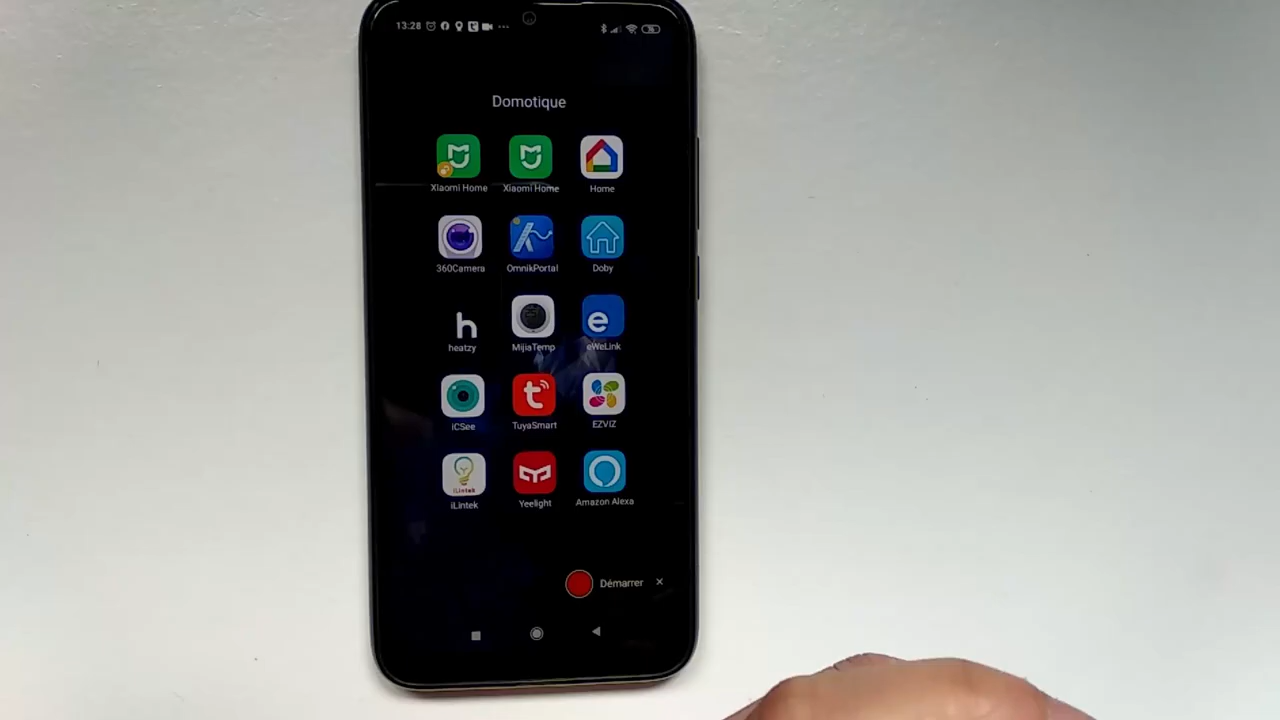 13:28
Domotique
Xiaomi Home Xiaomi Home Home
360Camera OmnikPortal Doby
h e
heatzy MijiaTemp eWeLink
t
iCSee TuyaSmart EZVIZ
iLintek
iLintek Yeelight Amazon Alexa
Démarrer ×